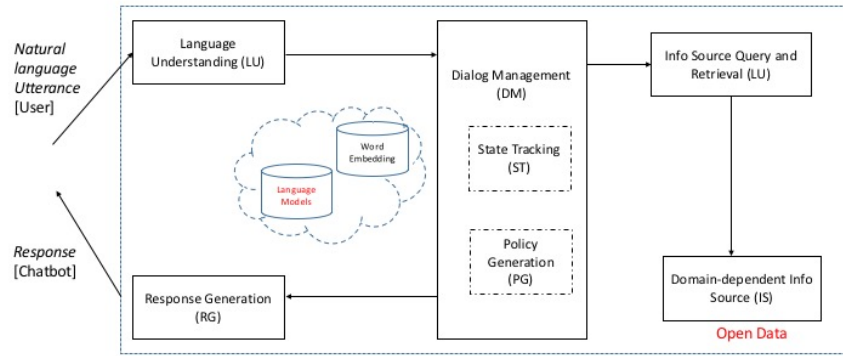 Natural
language
Utterance
[User]
Language
Understanding (LU)
Dialog Management
(DM)
Info Source Query and
Retrieval (LU)
Word
Embedding
Language
Models
State Tracking
(ST)
Policy
Generation
(PG)
Response
[Chatbot]
Response Generation
(RG)
Domain-dependent Info
Source (IS)
Open Data